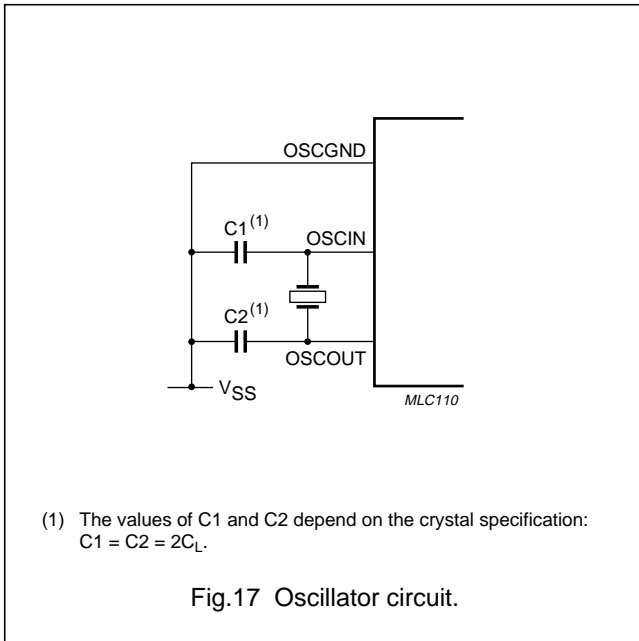 OSCGND
C1(1)
OSCIN
C2(1)
OSCOUT
VSS
MLC110
(1) The values of C1 and C2 depend on the crystal specification:
C1 = C2 = 2CL.
Fig.17 Oscillator circuit.